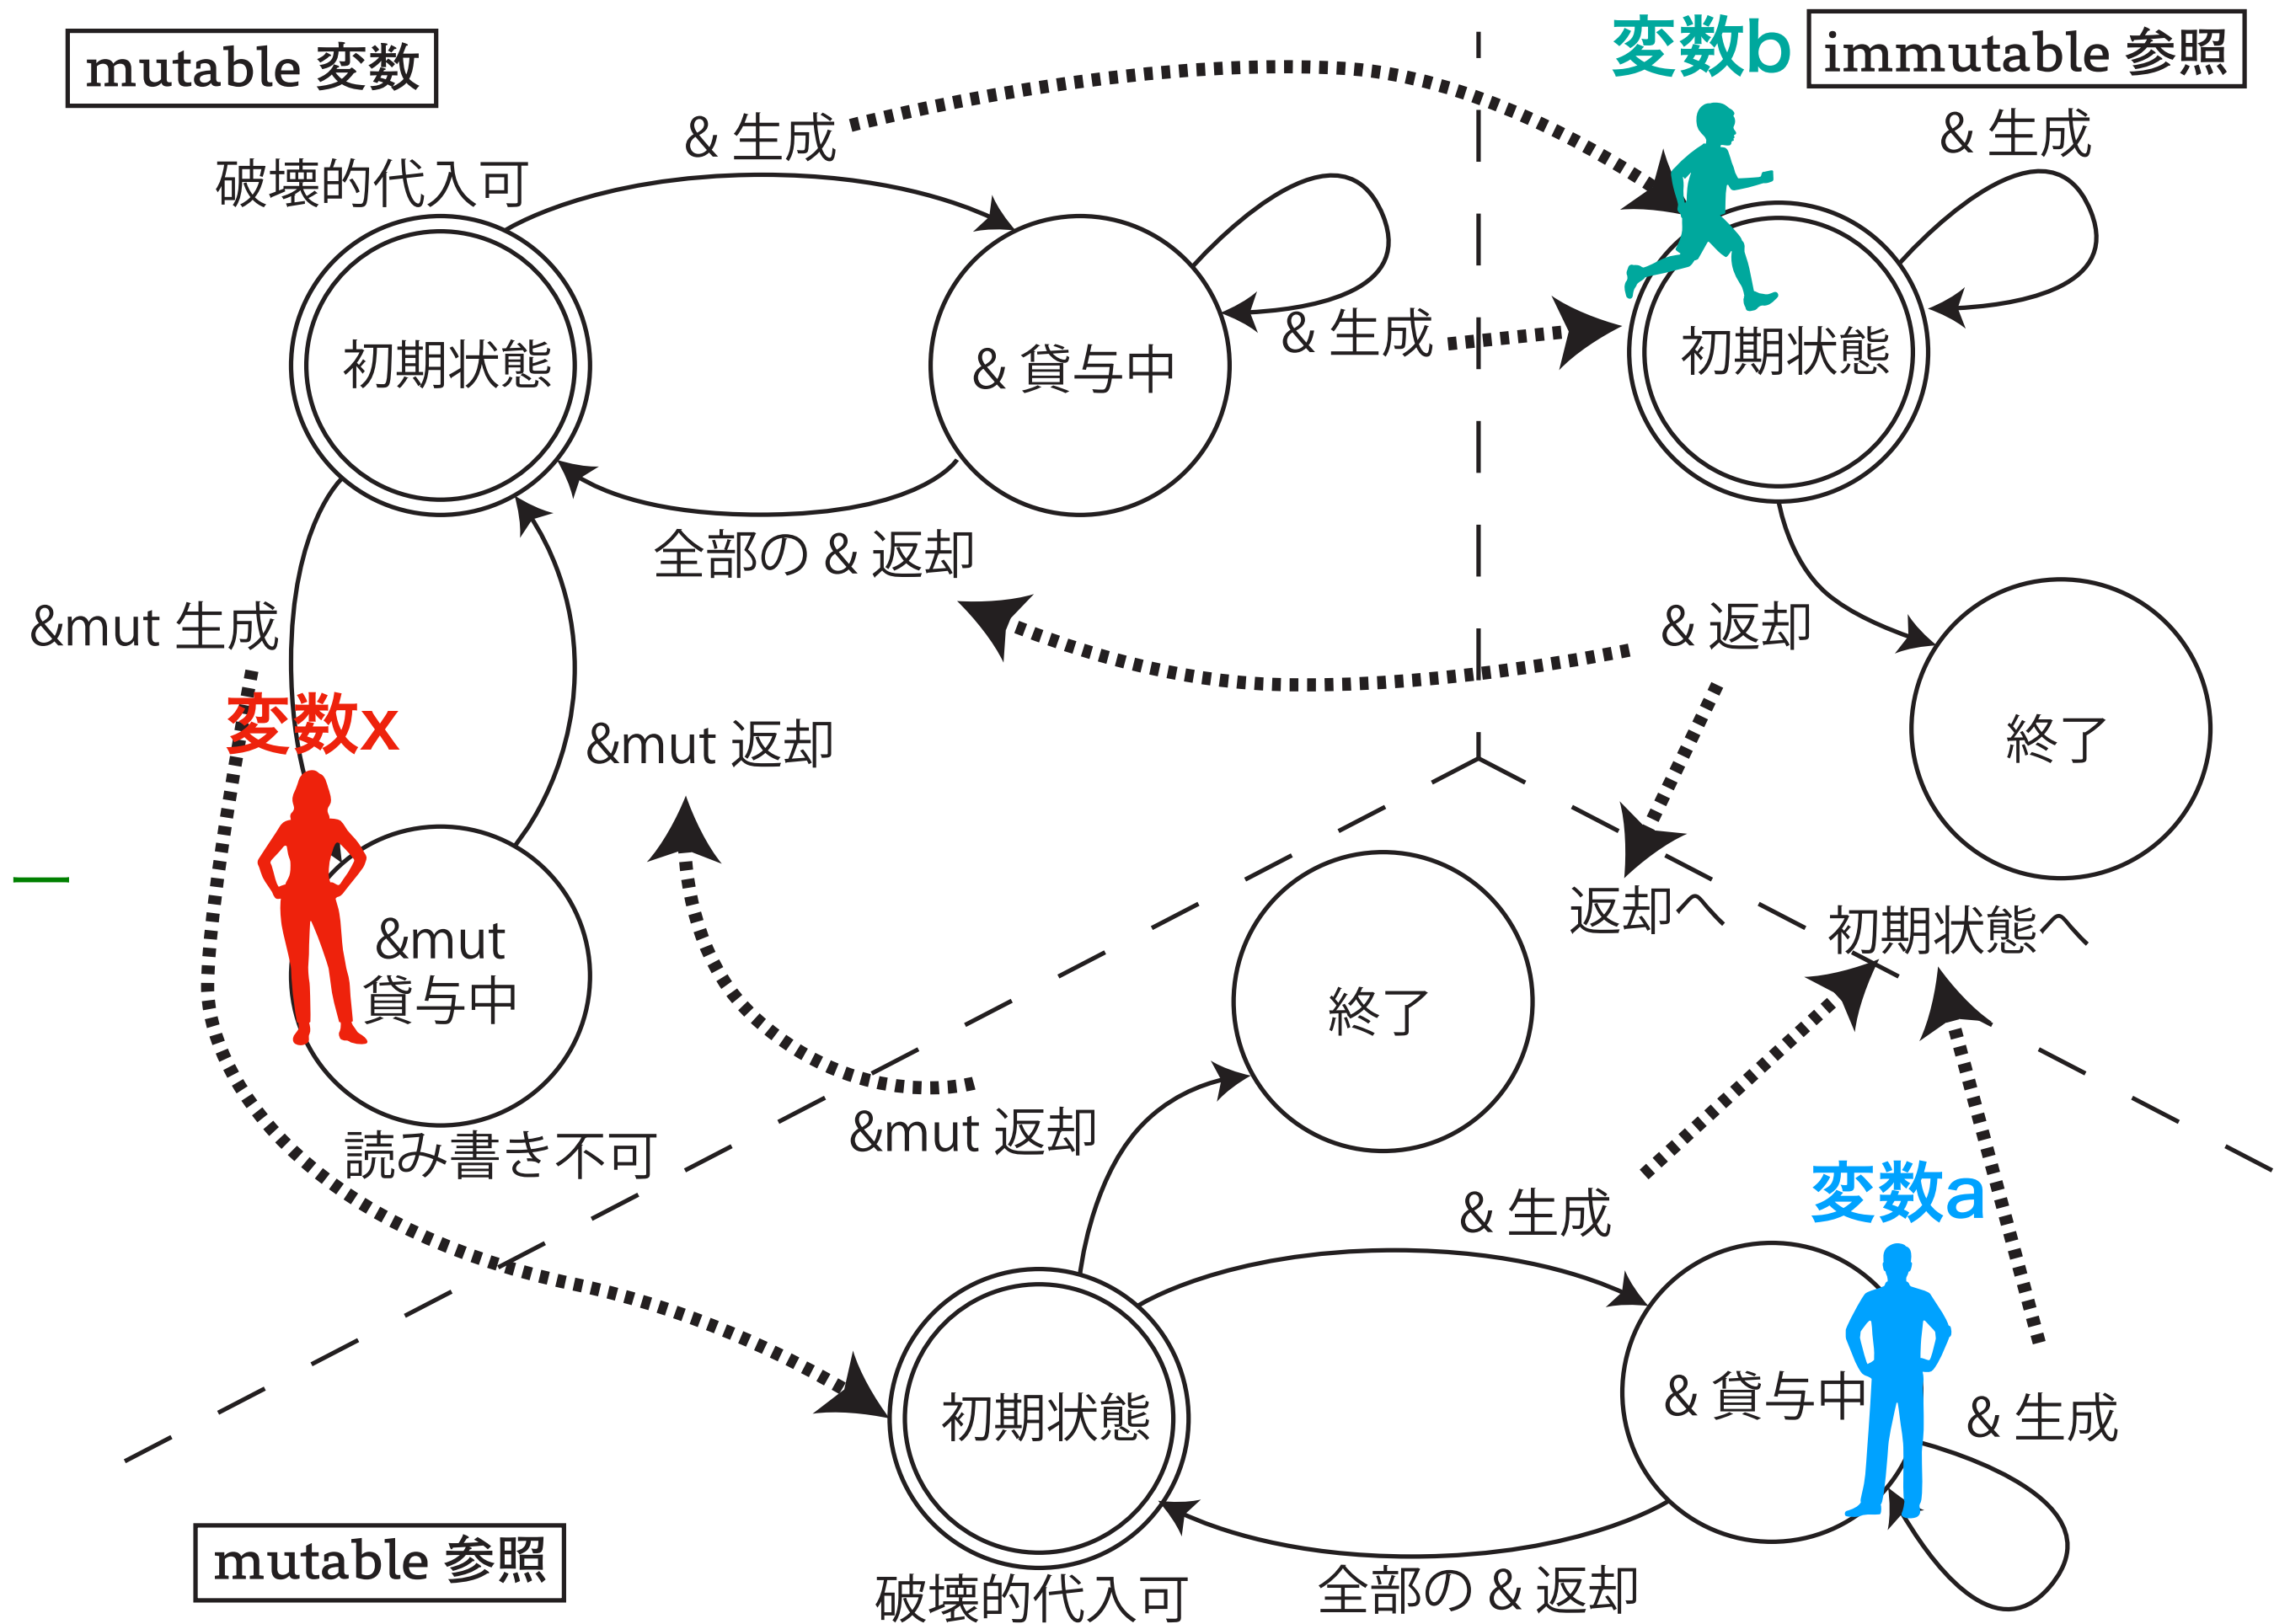 mutable 変数
変数b
immutable 参照
& 生成
& 生成
破壊的代入可
初期状態
& 貸与中
& 生成
初期状態
全部の & 返却
&mut 生成
& 返却
変数x
&mut 返却
終了
&mut
貸与中
返却へ
初期状態へ
終了
読み書き不可
&mut 返却
& 生成
変数a
初期状態
& 貸与中
& 生成
mutable 参照
破壊的代入可
全部の & 返却